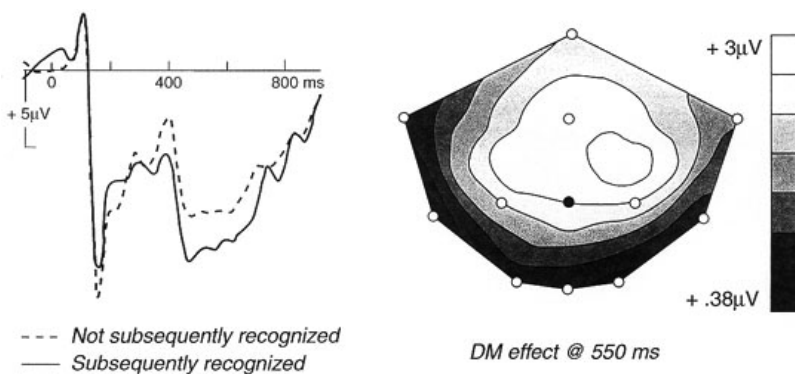 0 400 800 ms
+ 5µV
+ 3µV
+ .38µV
Not subsequently recognized
Subsequently recognized
DM effect @ 550 ms